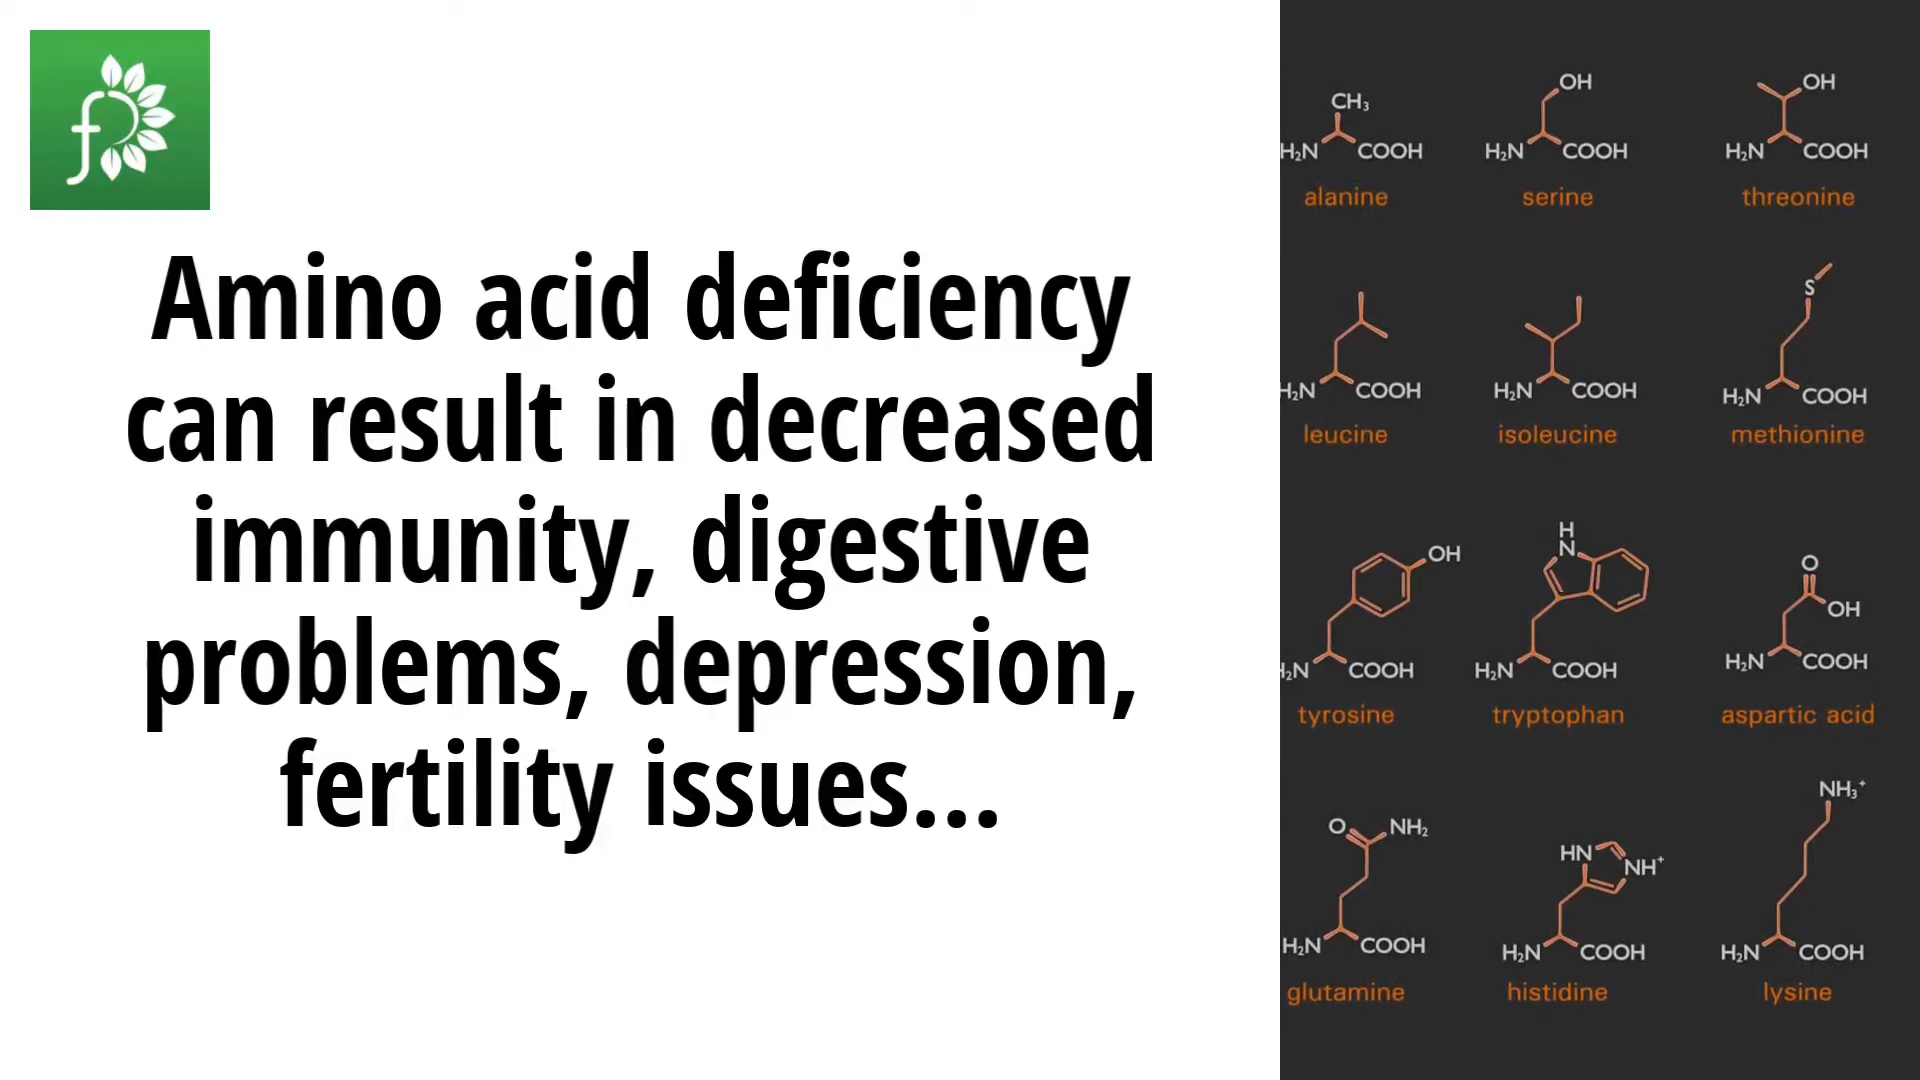 f
Amino acid deficiency
can result in decreased
immunity, digestive
problems, depression,
fertility issues...
CH₃
H₂N COOH
alanine
OH
H₂N COOH
serine
OH
H₂N COOH
threonine
H₂N COOH
leucine
H₂N COOH
isoleucine
S
H₂N COOH
methionine
OH
H₂N COOH
tyrosine
H
N
H₂N COOH
tryptophan
O
OH
H₂N COOH
aspartic acid
O NH₂
H₂N COOH
glutamine
HN NH⁺
H₂N COOH
histidine
NH₃⁺
H₂N COOH
lysine